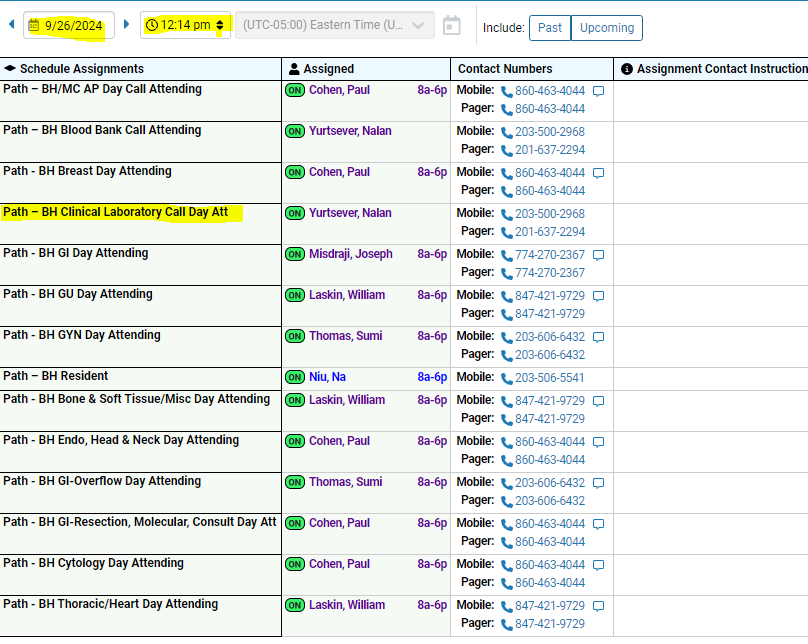 9/26/2024 12:14 pm (UTC-05:00) Eastern Time (U... Include: Past Upcoming
Schedule Assignments Assigned Contact Numbers Assignment Contact Instruction
Path – BH/MC AP Day Call Attending ON Cohen, Paul 8a-6p Mobile: 860-463-4044
Pager: 860-463-4044
Path – BH Blood Bank Call Attending ON Yurtsever, Nalan Mobile: 203-500-2968
Pager: 201-637-2294
Path - BH Breast Day Attending ON Cohen, Paul 8a-6p Mobile: 860-463-4044
Pager: 860-463-4044
Path – BH Clinical Laboratory Call Day Att ON Yurtsever, Nalan Mobile: 203-500-2968
Pager: 201-637-2294
Path - BH GI Day Attending ON Misdraji, Joseph 8a-6p Mobile: 774-270-2367
Pager: 774-270-2367
Path - BH GU Day Attending ON Laskin, William 8a-6p Mobile: 847-421-9729
Pager: 847-421-9729
Path - BH GYN Day Attending ON Thomas, Sumi 8a-6p Mobile: 203-606-6432
Pager: 203-606-6432
Path – BH Resident ON Niu, Na 8a-6p Mobile: 203-506-5541
Path - BH Bone & Soft Tissue/Misc Day Attending ON Laskin, William 8a-6p Mobile: 847-421-9729
Pager: 847-421-9729
Path - BH Endo, Head & Neck Day Attending ON Cohen, Paul 8a-6p Mobile: 860-463-4044
Pager: 860-463-4044
Path - BH GI-Overflow Day Attending ON Thomas, Sumi 8a-6p Mobile: 203-606-6432
Pager: 203-606-6432
Path - BH GI-Resection, Molecular, Consult Day Att ON Cohen, Paul 8a-6p Mobile: 860-463-4044
Pager: 860-463-4044
Path - BH Cytology Day Attending ON Cohen, Paul 8a-6p Mobile: 860-463-4044
Pager: 860-463-4044
Path - BH Thoracic/Heart Day Attending ON Laskin, William 8a-6p Mobile: 847-421-9729
Pager: 847-421-9729